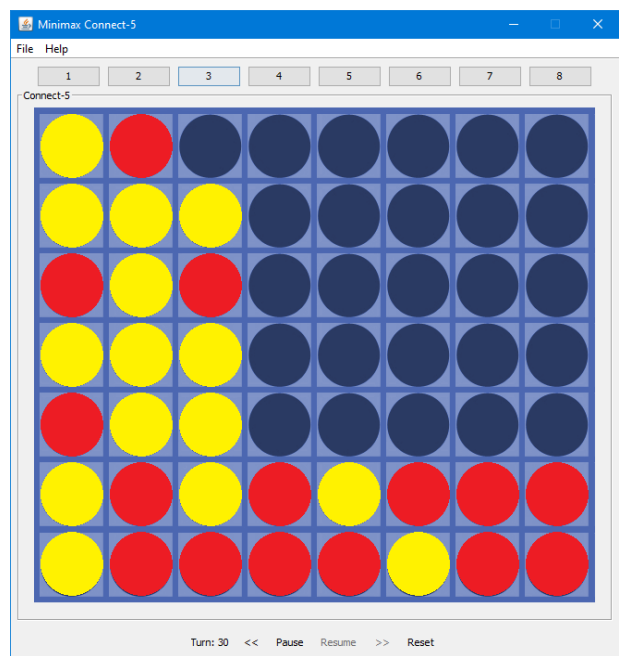 Minimax Connect-5
File Help
1 2 3 4 5 6 7 8
Connect-5
Turn: 30 << Pause Resume >> Reset